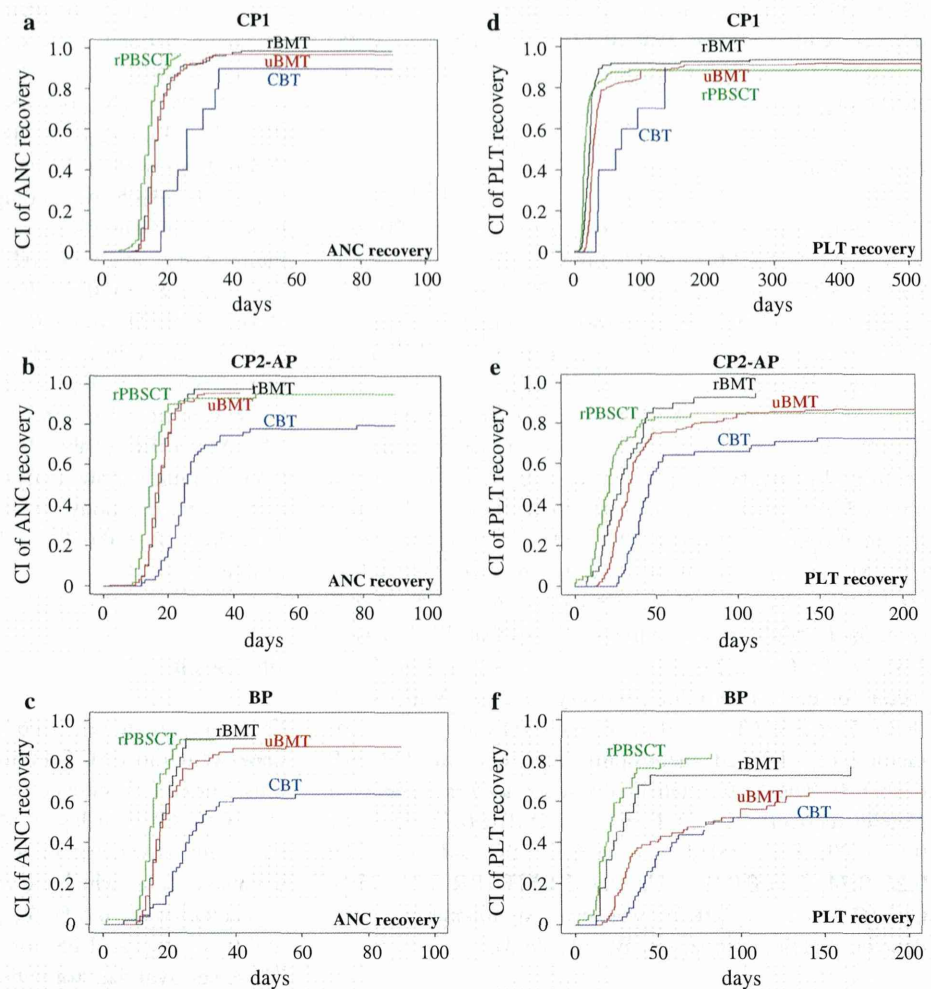 a
CP1
CI of ANC recovery
1.0
0.8
0.6
0.4
0.2
0
rPBSCT
rBMT
uBMT
CBT
ANC recovery
0 20 40 60 80 100
days
d
CP1
CI of PLT recovery
1.0
0.8
0.6
0.4
0.2
0
rBMT
uBMT
rPBSCT
CBT
PLT recovery
0 100 200 300 400 500
days
b
CP2-AP
CI of ANC recovery
1.0
0.8
0.6
0.4
0.2
0
rPBSCT
rBMT
uBMT
CBT
ANC recovery
0 20 40 60 80 100
days
e
CP2-AP
CI of PLT recovery
1.0
0.8
0.6
0.4
0.2
0
rBMT
rPBSCT
uBMT
CBT
PLT recovery
0 50 100 150 200
days
c
BP
CI of ANC recovery
1.0
0.8
0.6
0.4
0.2
0
rPBSCT
rBMT
uBMT
CBT
ANC recovery
0 20 40 60 80 100
days
f
BP
CI of PLT recovery
1.0
0.8
0.6
0.4
0.2
0
rPBSCT
rBMT
uBMT
CBT
PLT recovery
0 50 100 150 200
days